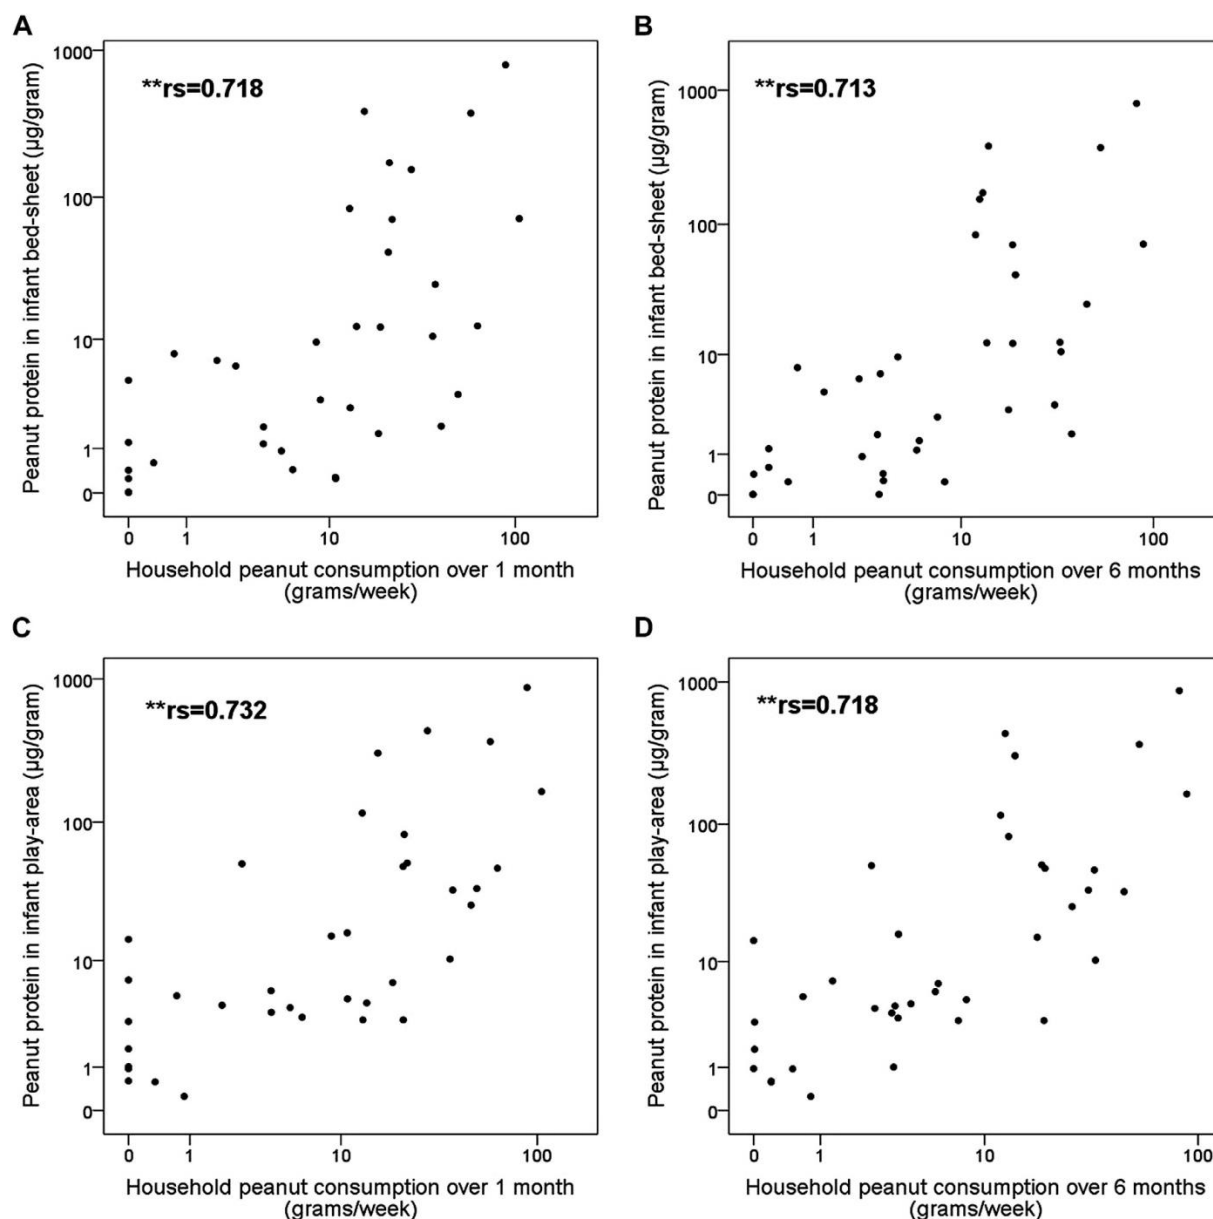 A
**rs=0.718
Peanut protein in infant bed-sheet (µg/gram)
1000
100
10
1
0
0 1 10 100
Household peanut consumption over 1 month
(grams/week)
B
**rs=0.713
Peanut protein in infant bed-sheet (µg/gram)
1000
100
10
1
0
0 1 10 100
Household peanut consumption over 6 months
(grams/week)
C
**rs=0.732
Peanut protein in infant play-area (µg/gram)
1000
100
10
1
0
0 1 10 100
Household peanut consumption over 1 month
(grams/week)
D
**rs=0.718
Peanut protein in infant play-area (µg/gram)
1000
100
10
1
0
0 1 10 100
Household peanut consumption over 6 months
(grams/week)